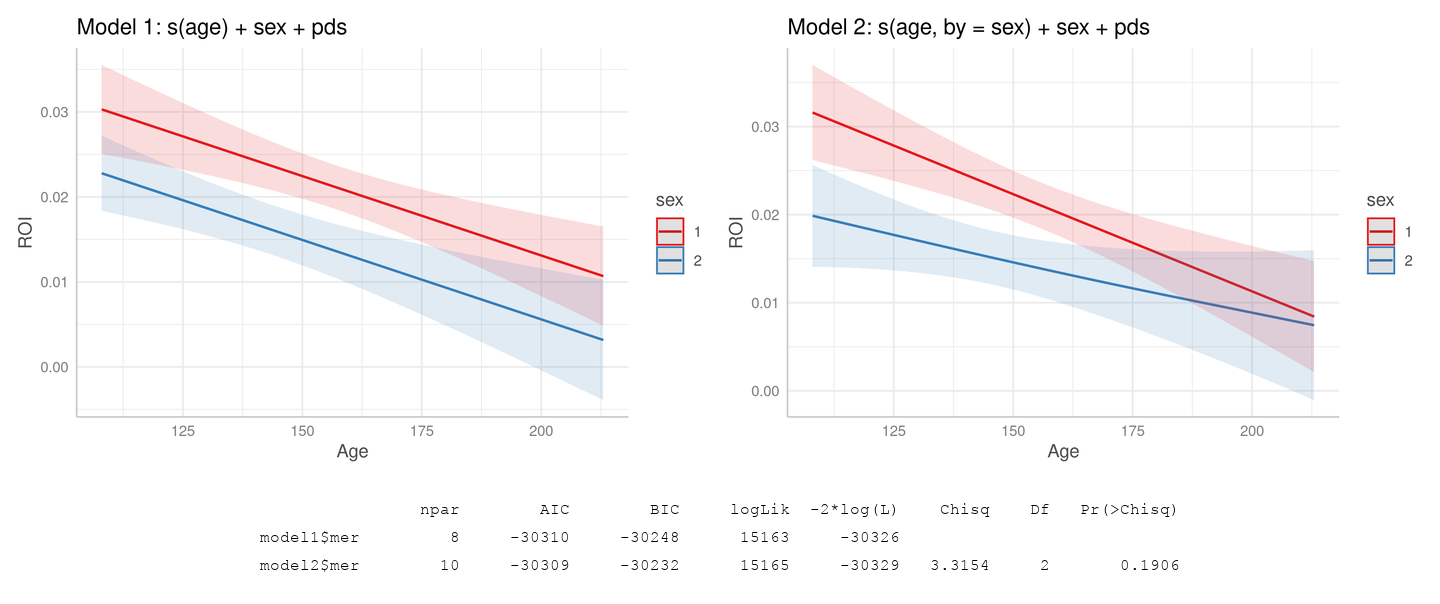 Model 1: s(age) + sex + pds
0.03
0.02
0.01
0.00
ROI
125 150 175 200
Age
sex
1
2
Model 2: s(age, by = sex) + sex + pds
0.03
0.02
0.01
0.00
ROI
125 150 175 200
Age
sex
1
2
npar AIC BIC logLik -2*log(L) Chisq Df Pr(>Chisq)
model1$mer 8 -30310 -30248 15163 -30326
model2$mer 10 -30309 -30232 15165 -30329 3.3154 2 0.1906